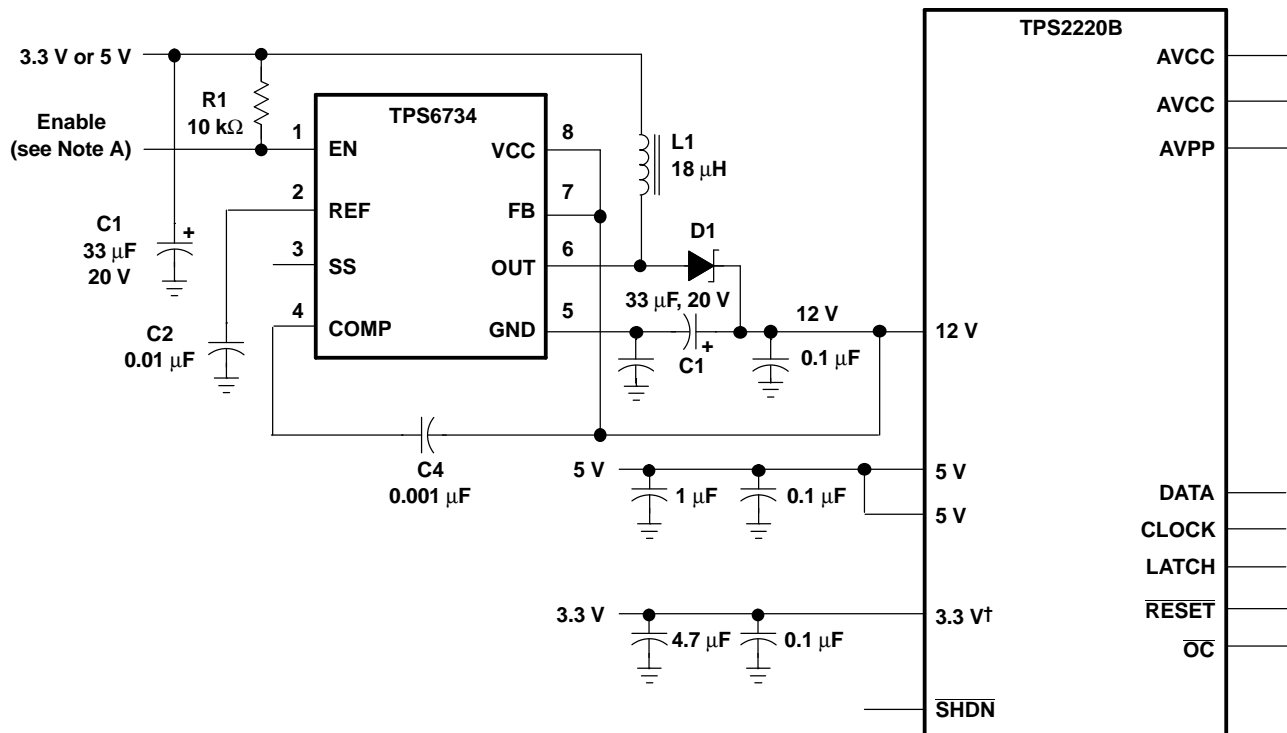 TPS2220B
3.3 V or 5 V
AVCC
R1
10 kΩ
TPS6734
AVCC
Enable
(see Note A)
1
EN
VCC
8
L1
18 μH
AVPP
2
REF
FB
7
C1
33 μF
20 V
+
3
SS
OUT
6
D1
33 μF, 20 V
4
COMP
GND
5
12 V
12 V
C2
0.01 μF
+
C1
0.1 μF
C4
0.001 μF
5 V
5 V
1 μF
0.1 μF
5 V
DATA
CLOCK
LATCH
3.3 V
3.3 V†
RESET
4.7 μF
0.1 μF
OC
SHDN